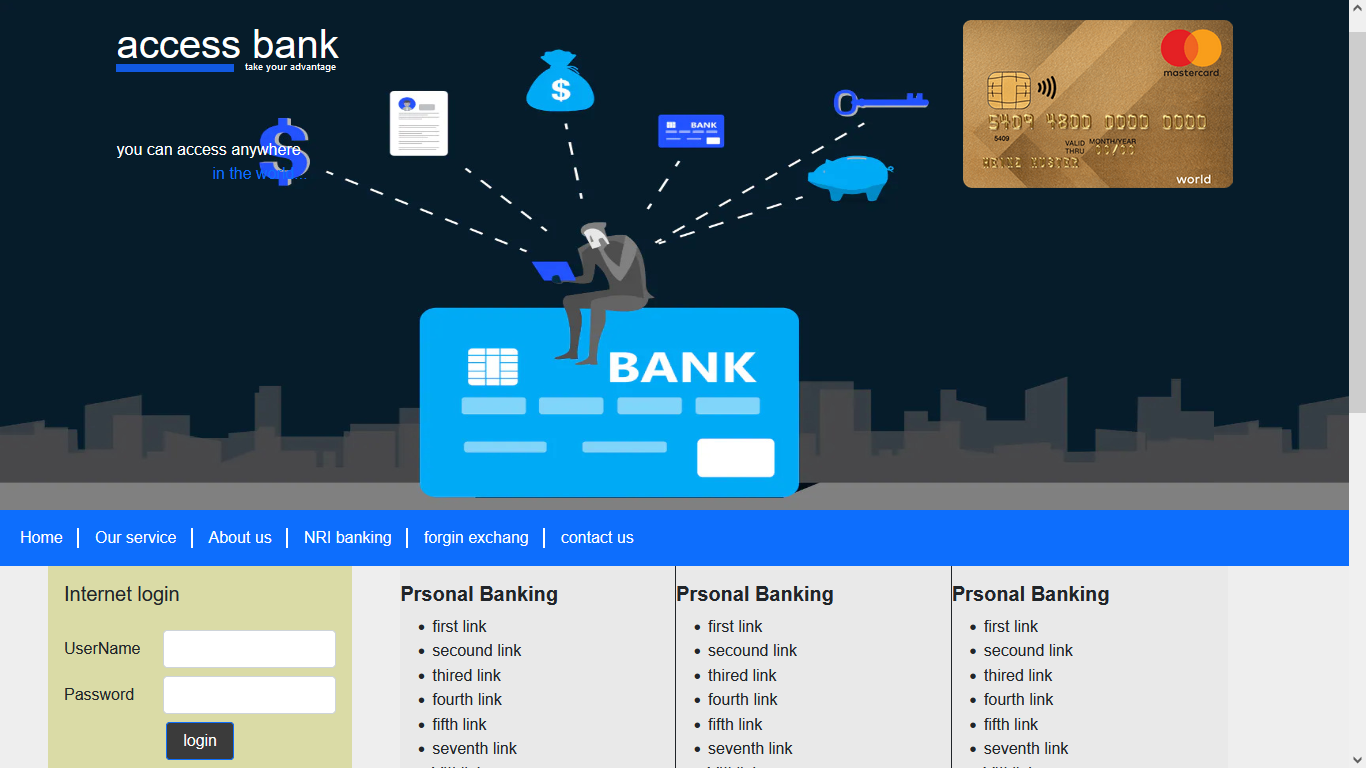 access bank
take your advantage
you can access anywhere
in the world...
$
$
BANK
mastercard
5409 4800 0000 0000
5409
VALID THRU
MONTH/YEAR
00/00
HEINZ MUSTER
world
BANK
Home
Our service
About us
NRI banking
forgin exchang
contact us
Internet login
UserName
Password
login
Prsonal Banking
first link
secound link
thired link
fourth link
fifth link
seventh link
Prsonal Banking
first link
secound link
thired link
fourth link
fifth link
seventh link
Prsonal Banking
first link
secound link
thired link
fourth link
fifth link
seventh link